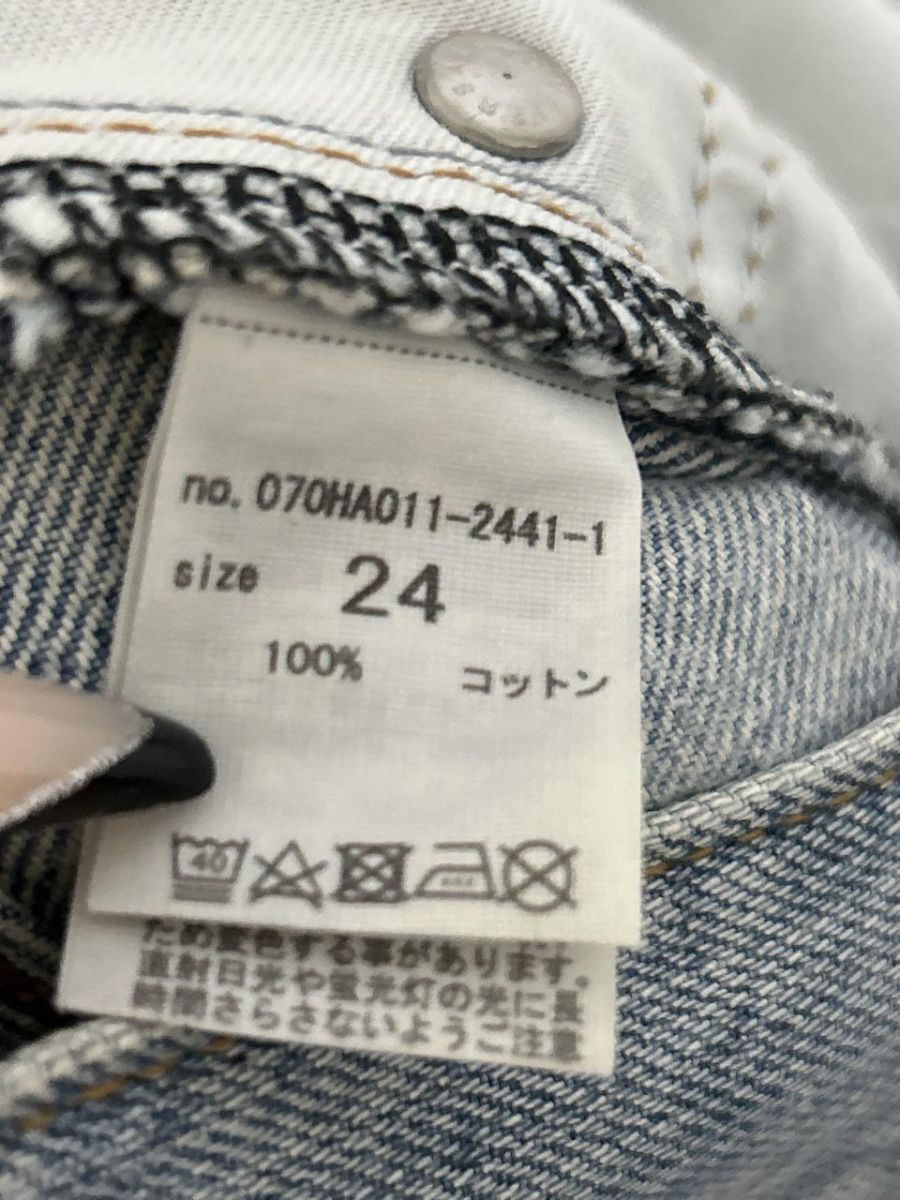 no. 070HA011-2441-1
size 24
100% コットン
40
ため変色する事があります。
直射日光や蛍光灯の光に長
時間さらさないようご注意